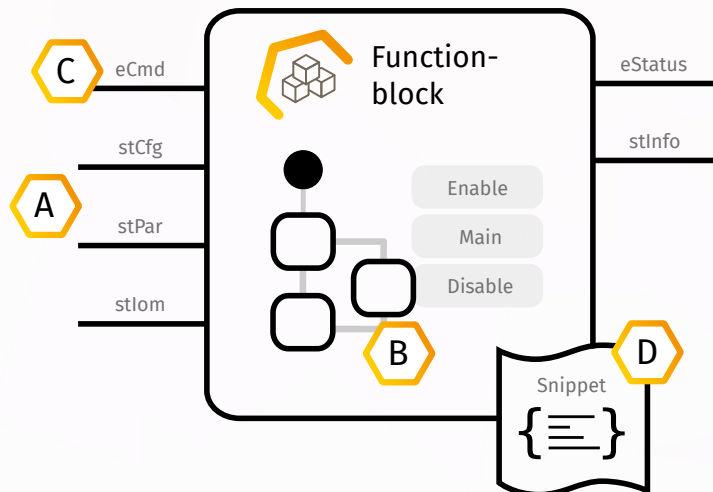 C
eCmd
Function-
block
eStatus
stCfg
stInfo
A
stPar
stIom
Enable
Main
Disable
B
D
Snippet
{ }